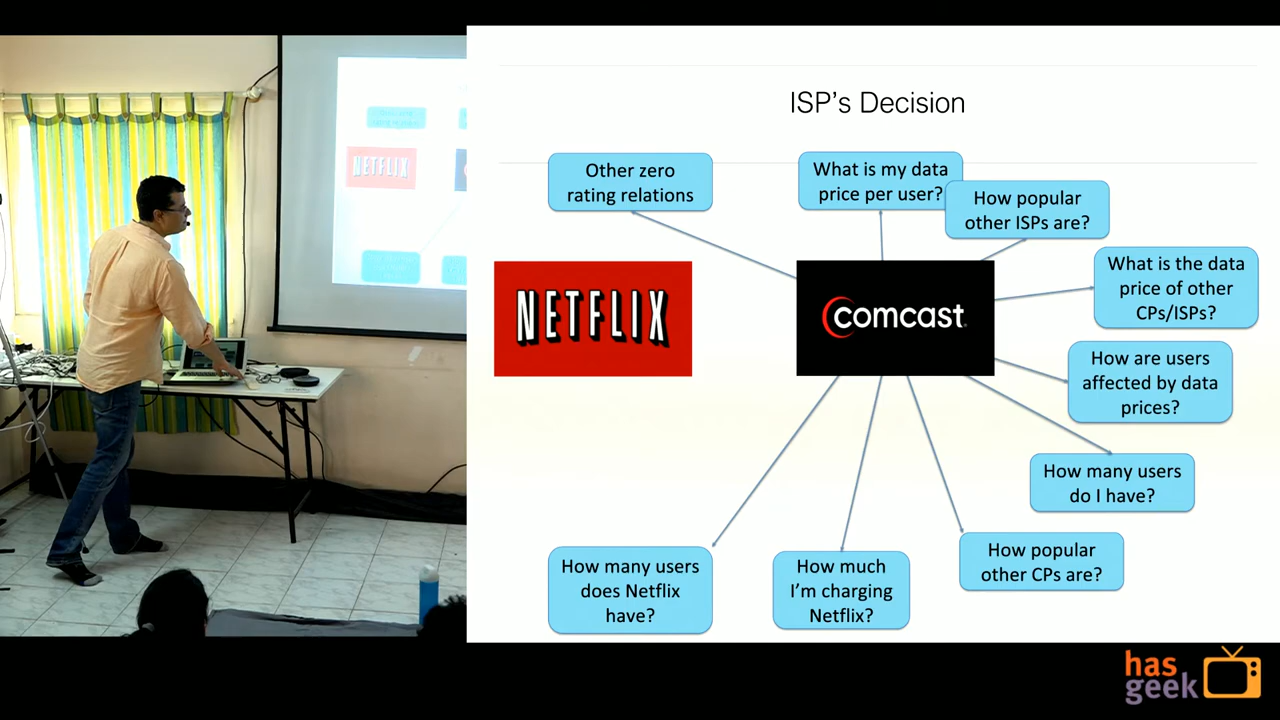 ISP's Decision
Other zero
rating relations
What is my data
price per user?
How popular
other ISPs are?
What is the data
price of other
CPs/ISPs?
NETFLIX
comcast
How are users
affected by data
prices?
How many users
do I have?
How many users
does Netflix
have?
How much
I'm charging
Netflix?
How popular
other CPs are?
NETFLIX
has
geek